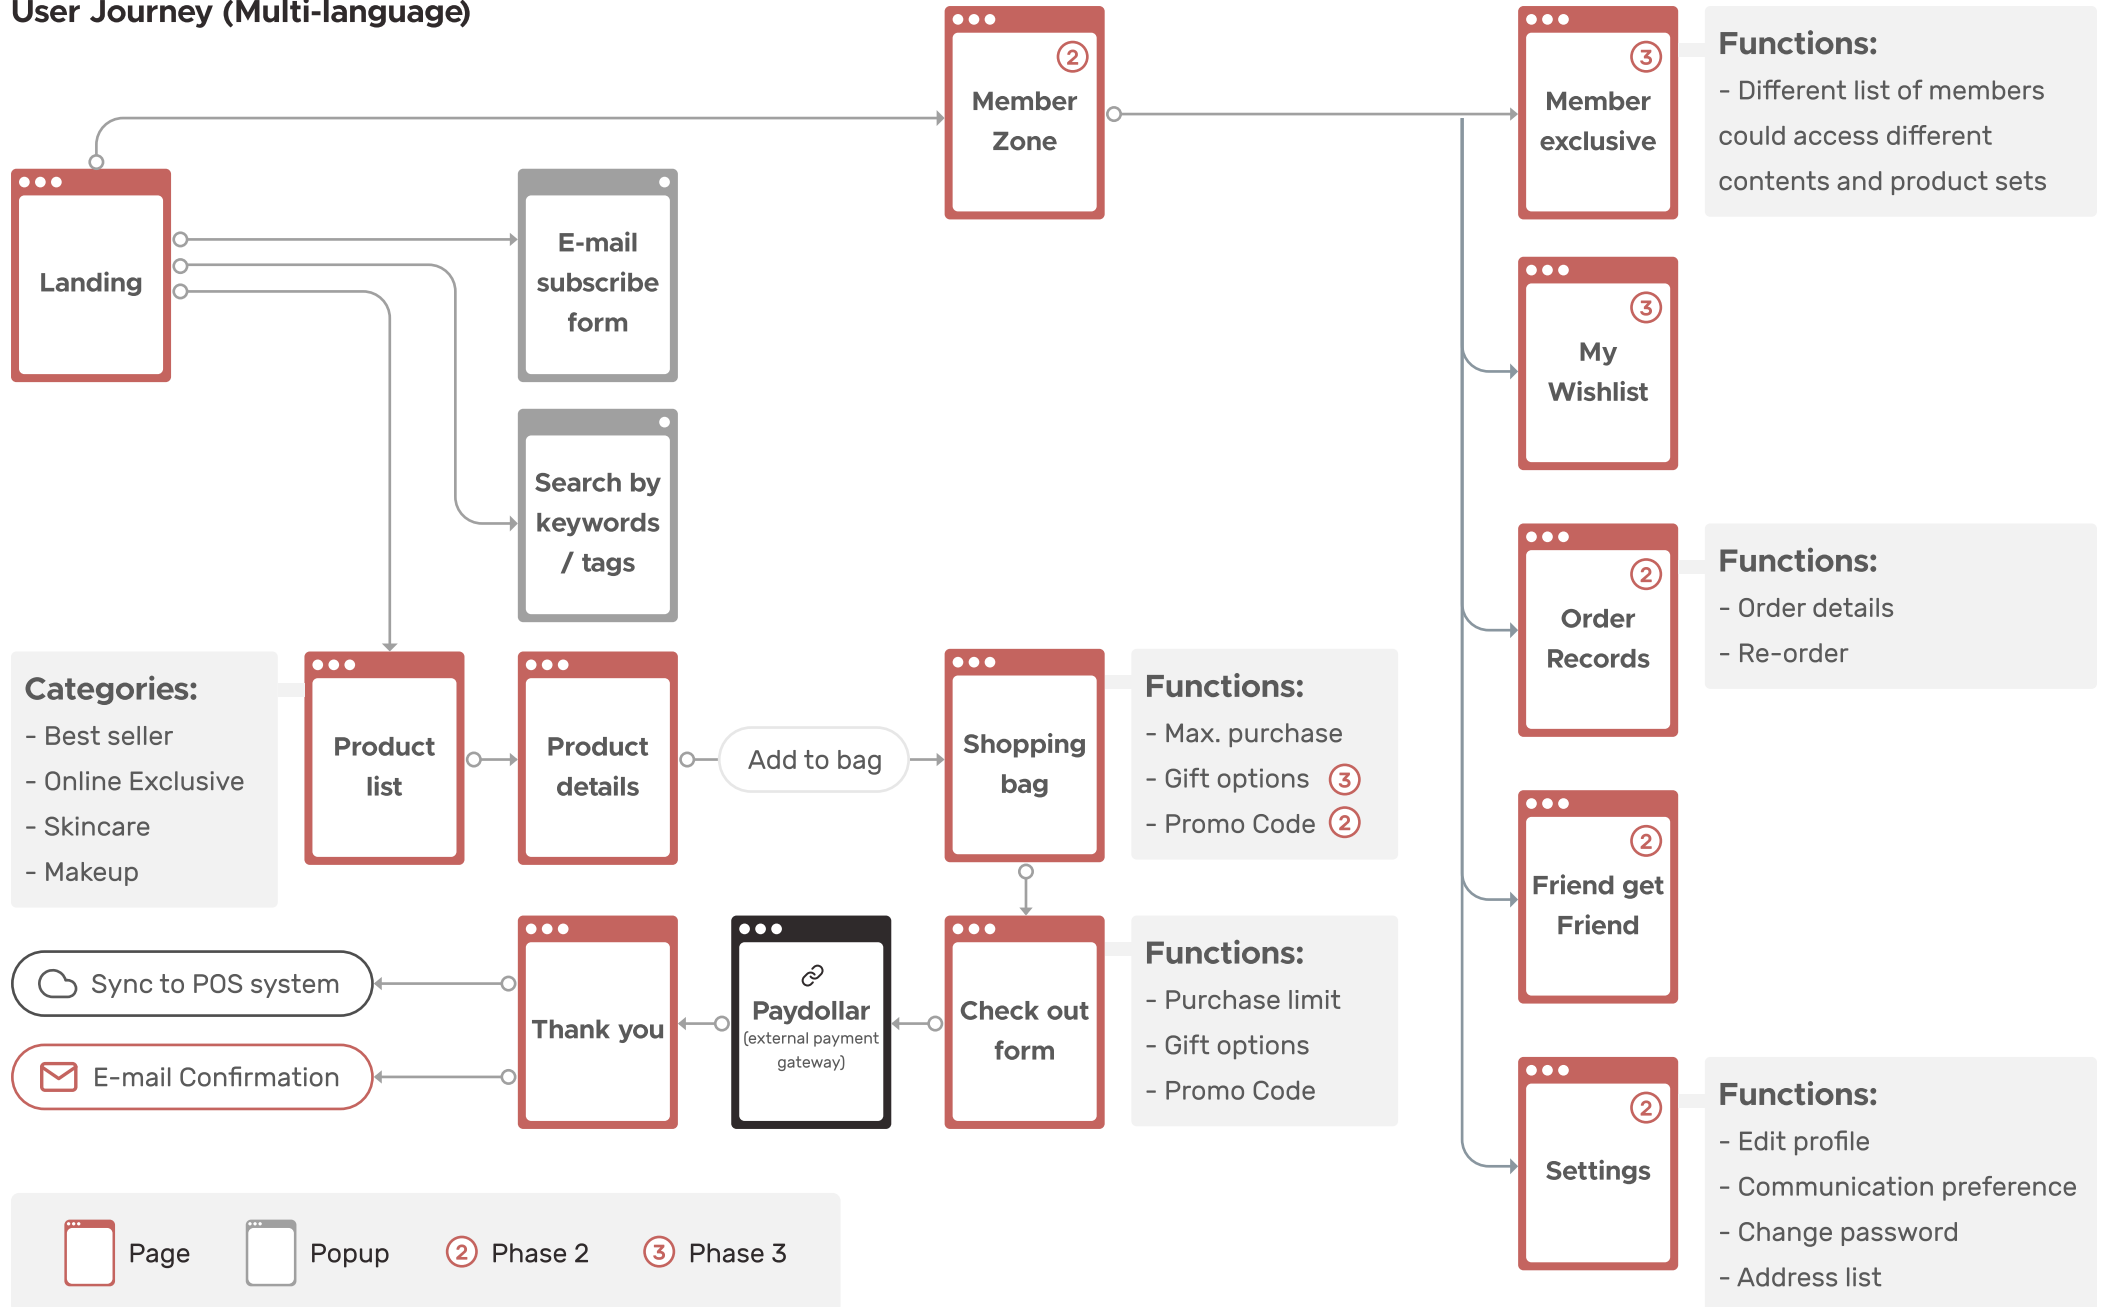 User Journey (Multi-language)
2
Member
Zone
3
Member
exclusive
Functions:
- Different list of members
could access different
contents and product sets
Landing
E-mail
subscribe
form
3
My
Wishlist
Search by
keywords
/ tags
2
Order
Records
Functions:
- Order details
- Re-order
Categories:
- Best seller
- Online Exclusive
- Skincare
- Makeup
Product
list
Product
details
Add to bag
Shopping
bag
Functions:
- Max. purchase
- Gift options 3
- Promo Code 2
2
Friend get
Friend
Sync to POS system
E-mail Confirmation
Thank you
Paydollar
(external payment
gateway)
Check out
form
Functions:
- Purchase limit
- Gift options
- Promo Code
2
Settings
Functions:
- Edit profile
- Communication preference
- Change password
- Address list
Page
Popup
2 Phase 2
3 Phase 3